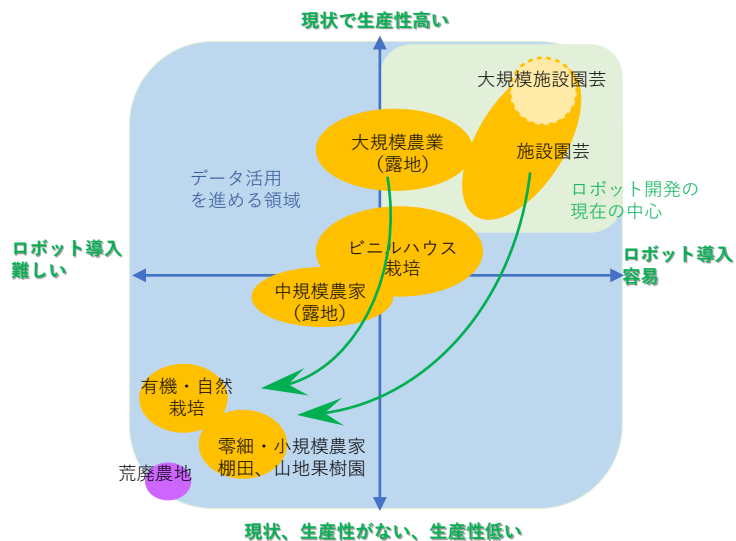 現状で生産性高い
大規模施設園芸
大規模農業
（露地）
施設園芸
データ活用
を進める領域
ロボット開発の
現在の中心
ロボット導入
難しい
ビニルハウス
栽培
ロボット導入
容易
中規模農家
（露地）
有機・自然
栽培
零細・小規模農家
棚田、山地果樹園
荒廃農地
現状、生産性がない、生産性低い